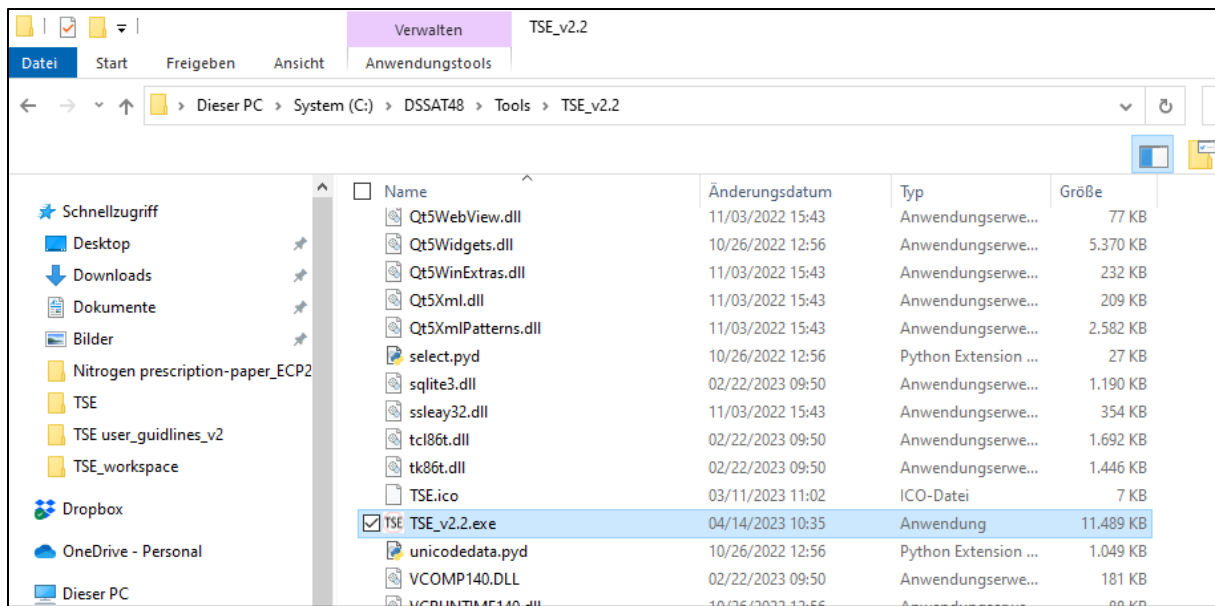 Verwalten TSE_v2.2
Datei Start Freigeben Ansicht Anwendungstools
Dieser PC > System (C:) > DSSAT48 > Tools > TSE_v2.2
Schnellzugriff
Desktop
Downloads
Dokumente
Bilder
Nitrogen prescription-paper_ECP2
TSE
TSE user_guidlines_v2
TSE_workspace
Dropbox
OneDrive - Personal
Dieser PC
Name Änderungsdatum Typ Größe
Qt5WebView.dll 11/03/2022 15:43 Anwendungserwe... 77 KB
Qt5Widgets.dll 10/26/2022 12:56 Anwendungserwe... 5.370 KB
Qt5WinExtras.dll 11/03/2022 15:43 Anwendungserwe... 232 KB
Qt5Xml.dll 11/03/2022 15:43 Anwendungserwe... 209 KB
Qt5XmlPatterns.dll 11/03/2022 15:43 Anwendungserwe... 2.582 KB
select.pyd 10/26/2022 12:56 Python Extension ... 27 KB
sqlite3.dll 02/22/2023 09:50 Anwendungserwe... 1.190 KB
ssleay32.dll 11/03/2022 15:43 Anwendungserwe... 354 KB
tcl86t.dll 02/22/2023 09:50 Anwendungserwe... 1.692 KB
tk86t.dll 02/22/2023 09:50 Anwendungserwe... 1.446 KB
TSE.ico 03/11/2023 11:02 ICO-Datei 7 KB
TSE TSE_v2.2.exe 04/14/2023 10:35 Anwendung 11.489 KB
unicodedata.pyd 10/26/2022 12:56 Python Extension ... 1.049 KB
VCOMP140.DLL 02/22/2023 09:50 Anwendungserwe... 181 KB